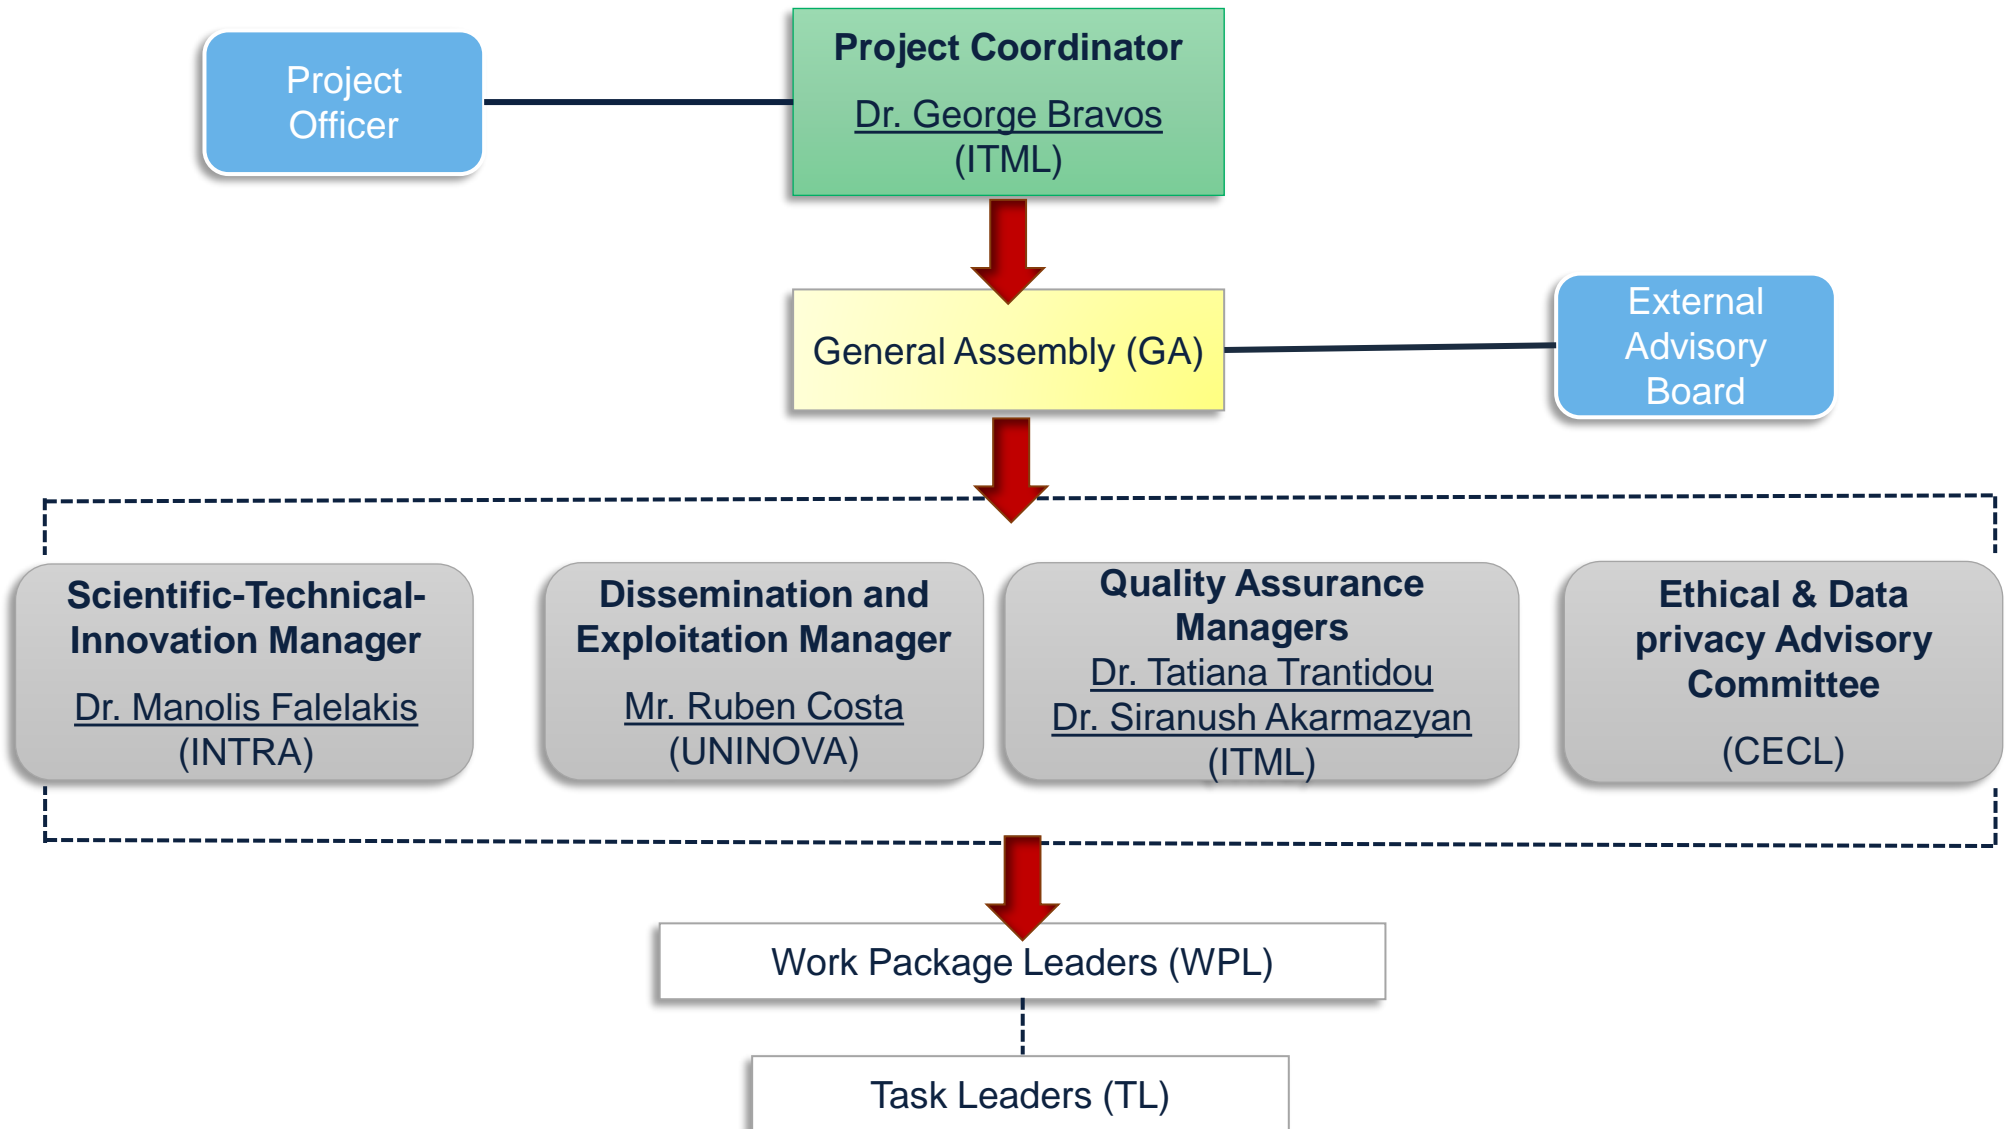 Project
Officer
Project Coordinator
Dr. George Bravos
(ITML)
General Assembly (GA)
External
Advisory
Board
Scientific-Technical-
Innovation Manager
Dr. Manolis Falelakis
(INTRA)
Dissemination and
Exploitation Manager
Mr. Ruben Costa
(UNINOVA)
Quality Assurance
Managers
Dr. Tatiana Trantidou
Dr. Siranush Akarmazyan
(ITML)
Ethical & Data
privacy Advisory
Committee
(CECL)
Work Package Leaders (WPL)
Task Leaders (TL)